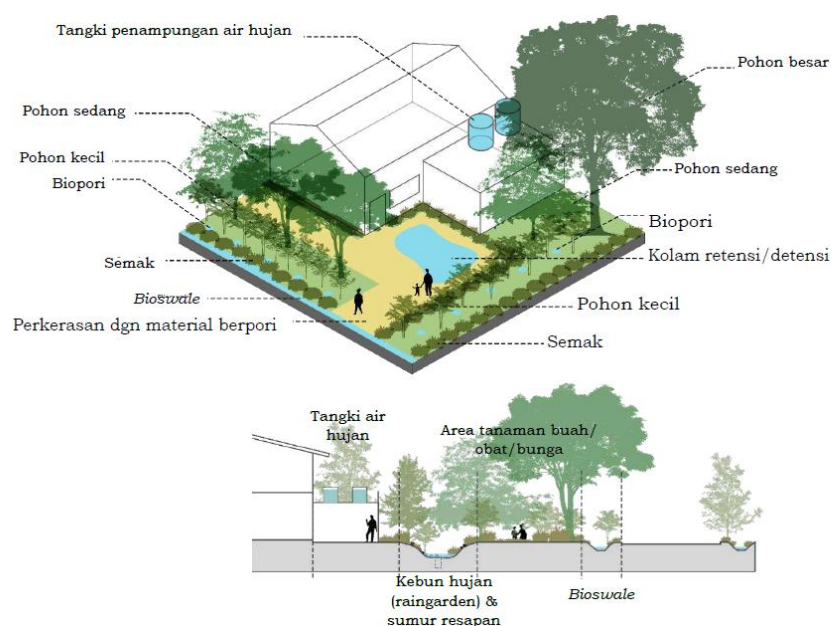 Tangki penampungan air hujan
Pohon besar
Pohon sedang
Pohon kecil
Biopori
Pohon sedang
Biopori
Kolam retensi/detensi
Semak
Bioswale
Pohon kecil
Perkerasan dgn material berpori
Semak
Tangki air
hujan
Area tanaman buah/
obat/bunga
Kebun hujan
(raingarden) &
sumur resapan
Bioswale